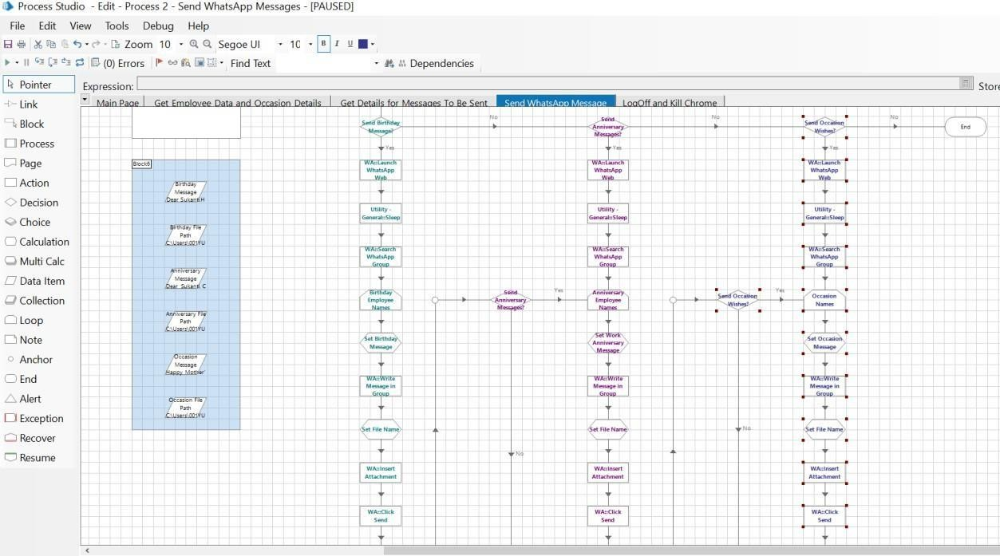 Process Studio - Edit - Process 2 - Send WhatsApp Messages - [PAUSED]
File Edit View Tools Debug Help
Zoom 10 Segoe UI 10 B I U
(0) Errors Find Text Dependencies
Pointer
Link
Block
Process
Page
Action
Decision
Choice
Calculation
Multi Calc
Data Item
Collection
Loop
Note
Anchor
End
Alert
Exception
Recover
Resume
Expression:
Store
Main Page Get Employee Data and Occasion Details Get Details for Messages To Be Sent Send WhatsApp Message LogOff and Kill Chrome
Block6
Birthday
Message
Dear Sukanti H
Birthday File
Path
C:\Users\001YU
Anniversary
Message
Dear Sukanti, C
Anniversary File
Path
C:\Users\001YU
Occasion
Message
Happy Mother'
Occasion File
Path
C:\Users\001YU
Send Birthday
Message?
No
Yes
WA::Launch
WhatsApp
Web
Utility -
General::Sleep
WA::Search
WhatsApp
Group
Birthday
Employee
Names
Set Birthday
Message
WA::Write
Message in
Group
Set File Name
WA::Insert
Attachment
WA::Click
Send
Send
Anniversary
Messages?
Yes
No
Send
Anniversary
Messages?
No
Yes
WA::Launch
WhatsApp
Web
Utility -
General::Sleep
WA::Search
WhatsApp
Group
Anniversary
Employee
Names
Set Work
Anniversary
Message
WA::Write
Message in
Group
Set File Name
WA::Insert
Attachment
WA::Click
Send
Send Occasion
Wishes?
Yes
No
Send Occasion
Wishes?
No
Yes
WA::Launch
WhatsApp
Web
Utility -
General::Sleep
WA::Search
WhatsApp
Group
Occasion
Names
Set Occasion
Message
WA::Write
Message in
Group
Set File Name
WA::Insert
Attachment
WA::Click
Send
End